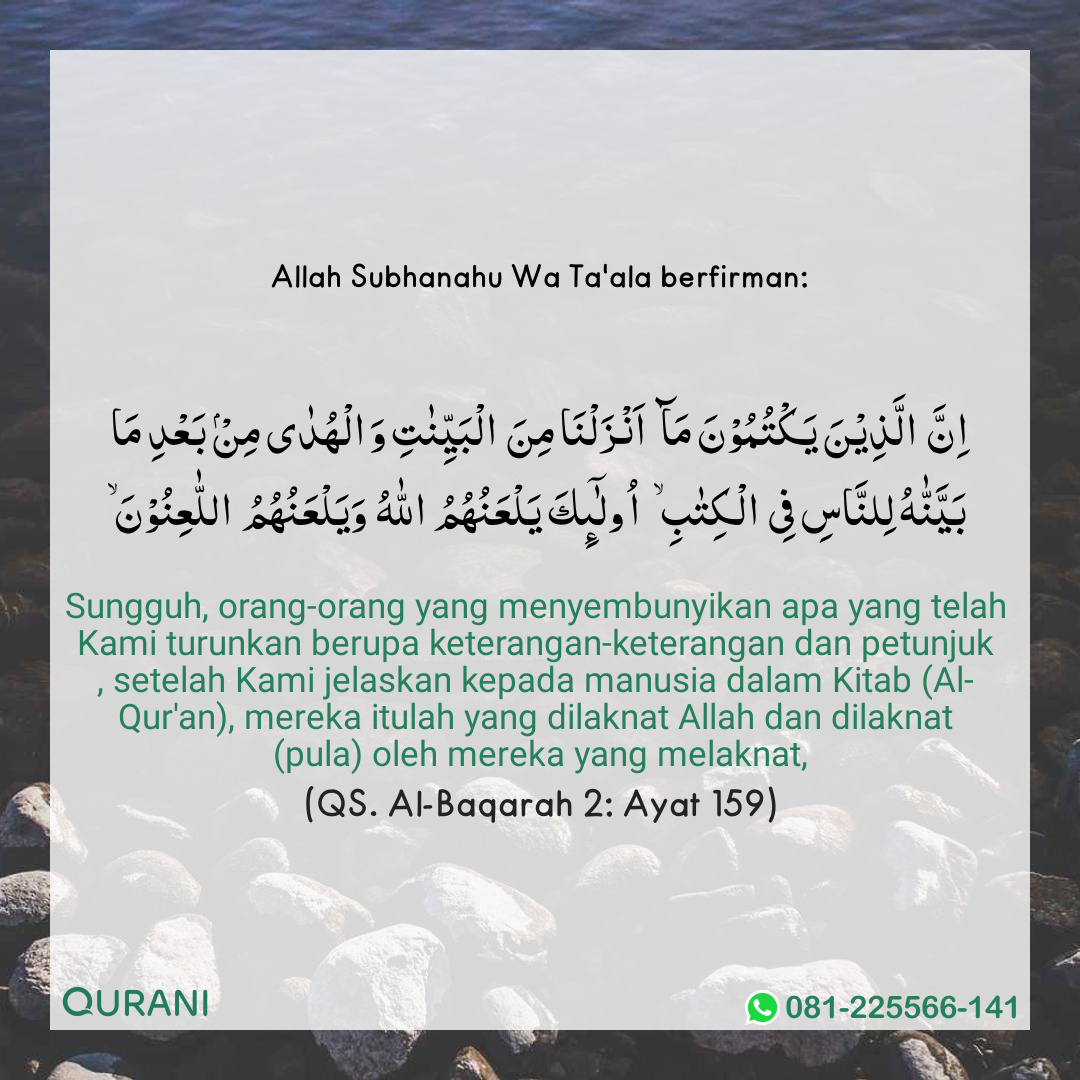 Allah Subhanahu Wa Ta'ala berfirman:
اِنَّ الَّذِيْنَ يَكْتُمُوْنَ مَآ اَنْزَلْنَا مِنَ الْبَيِّنٰتِ وَالْهُدٰى مِنْۢ بَعْدِ مَا
بَيَّنّٰهُ لِلنَّاسِ فِى الْكِتٰبِۙ اُولٰۤىِٕكَ يَلْعَنُهُمُ اللّٰهُ وَيَلْعَنُهُمُ اللّٰعِنُوْنَۙ
Sungguh, orang-orang yang menyembunyikan apa yang telah
Kami turunkan berupa keterangan-keterangan dan petunjuk
, setelah Kami jelaskan kepada manusia dalam Kitab (Al-
Qur'an), mereka itulah yang dilaknat Allah dan dilaknat
(pula) oleh mereka yang melaknat,
(QS. Al-Baqarah 2: Ayat 159)
QURANI
081-225566-141